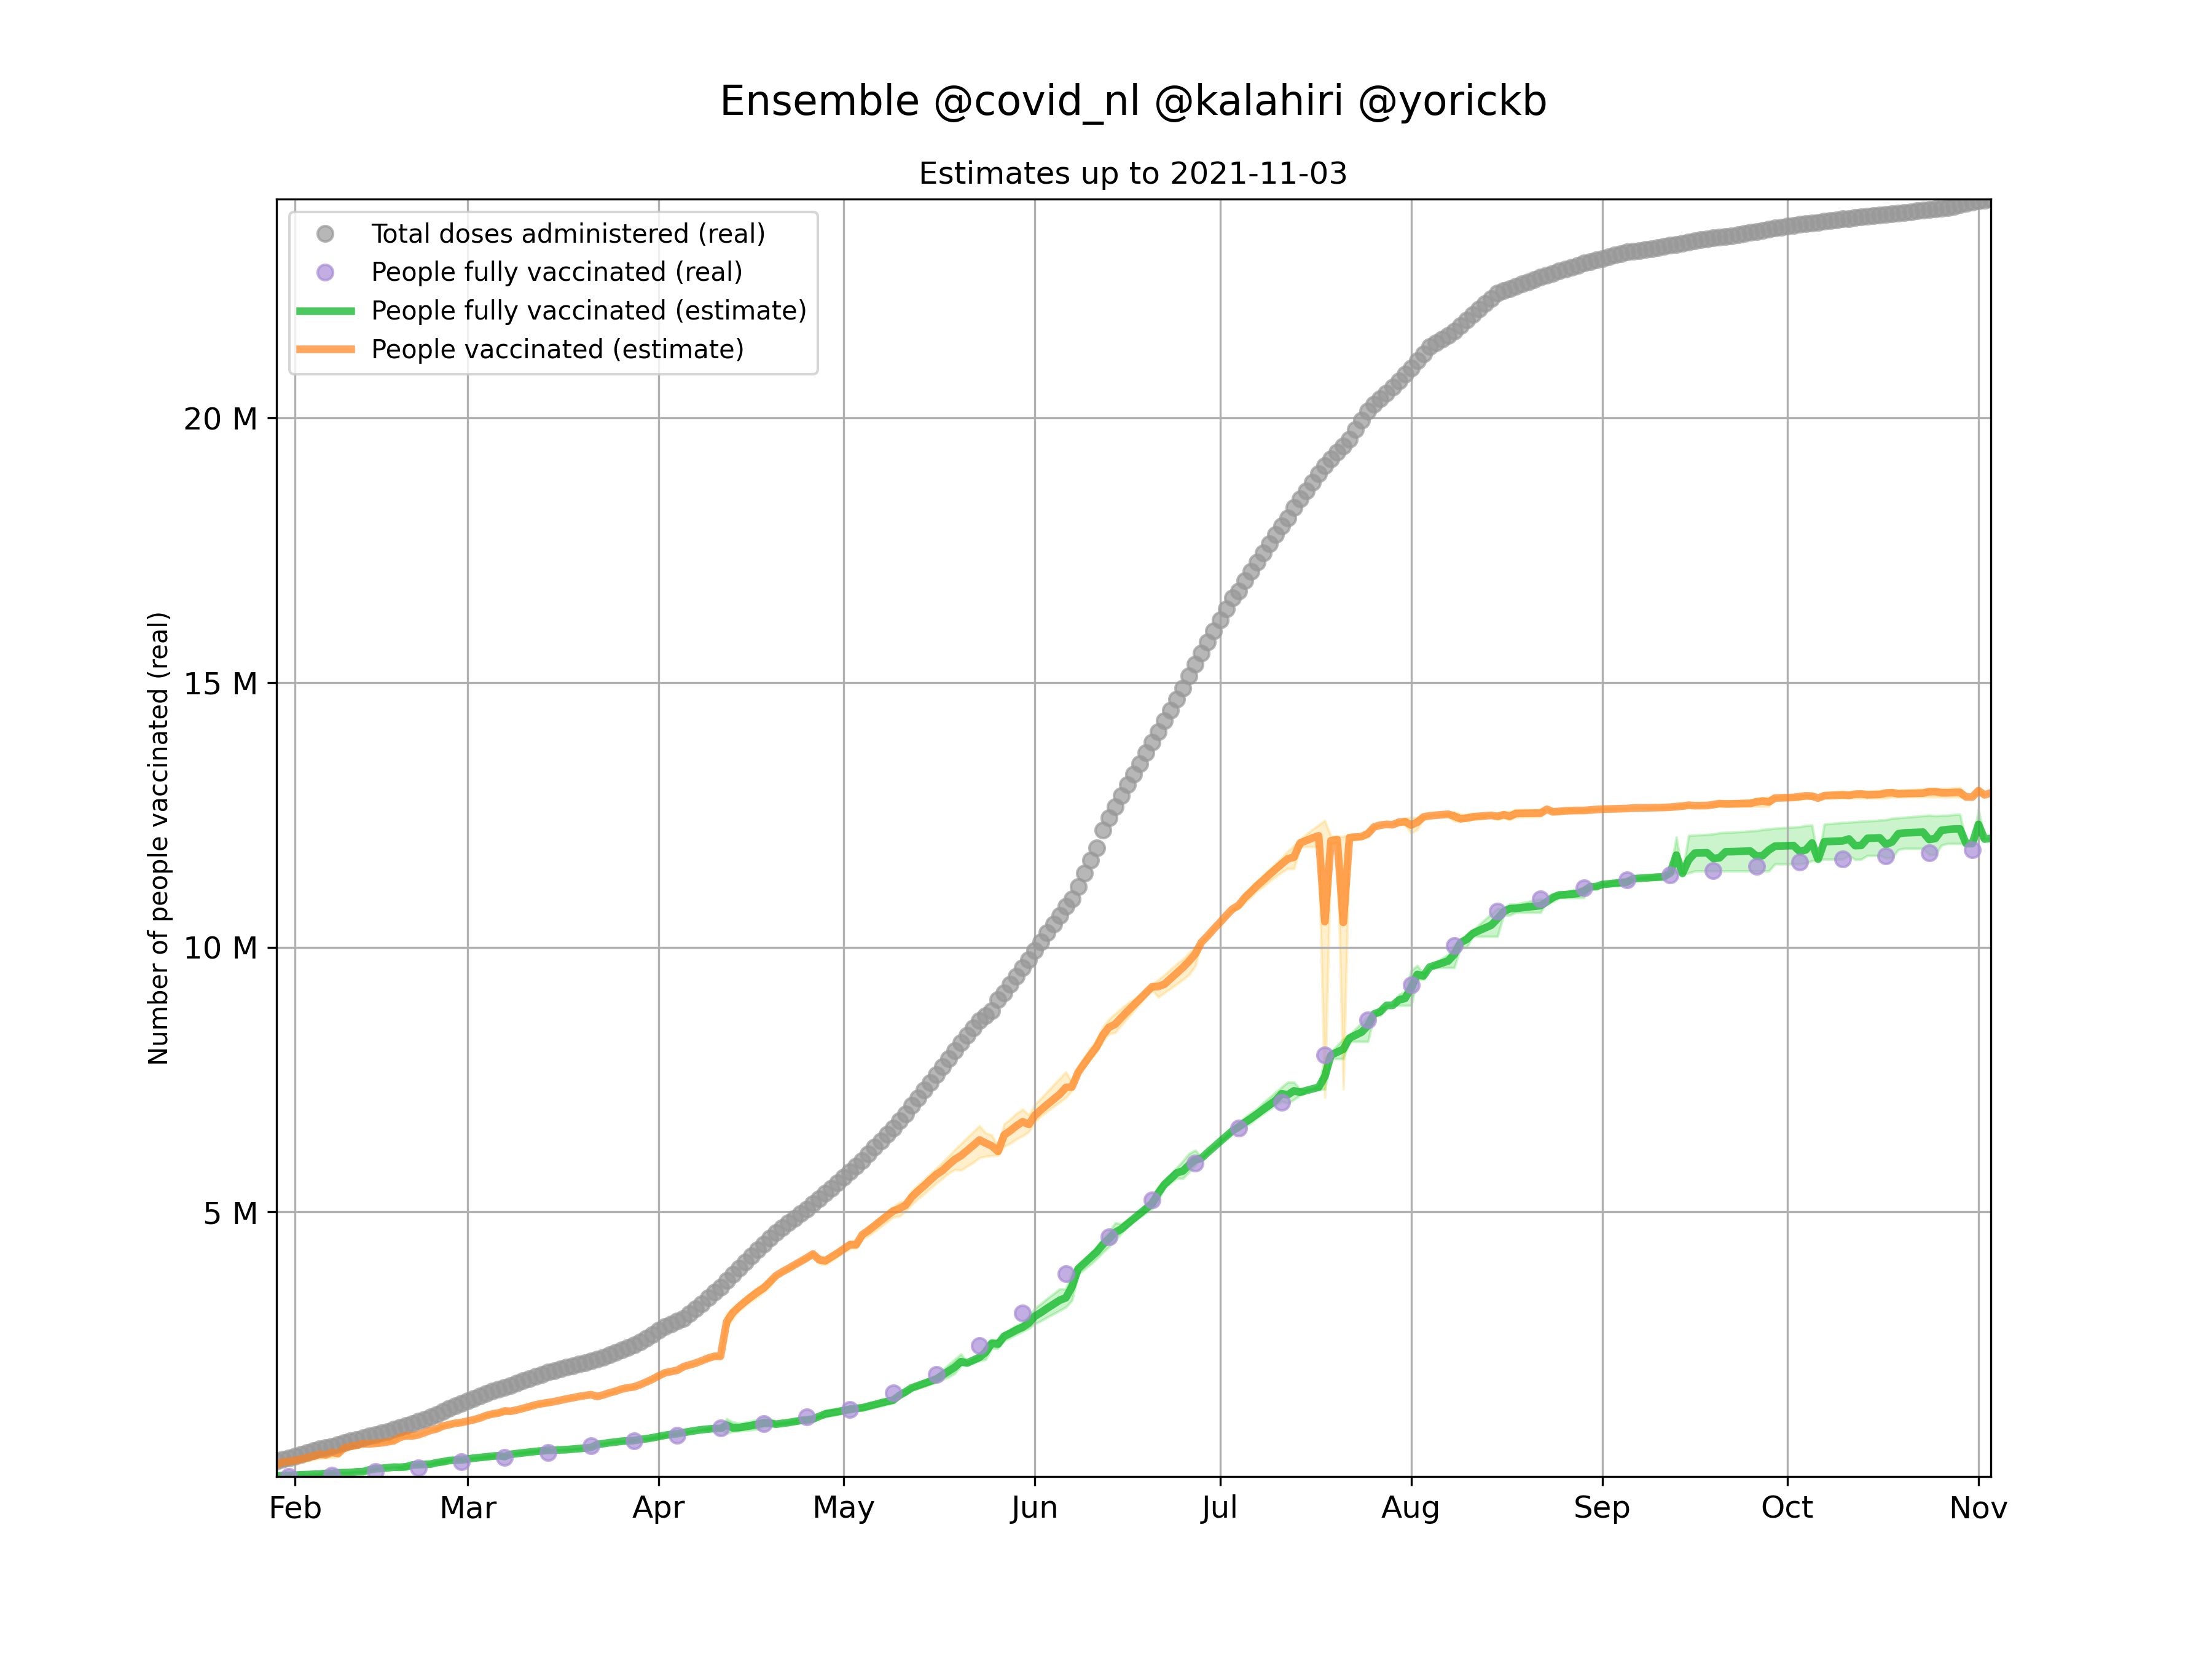 Ensemble @covid_nl @kalahiri @yorickb
Estimates up to 2021-11-03
Total doses administered (real)
People fully vaccinated (real)
People fully vaccinated (estimate)
People vaccinated (estimate)
Number of people vaccinated (real)
20 M
15 M
10 M
5 M
Feb Mar Apr May Jun Jul Aug Sep Oct Nov